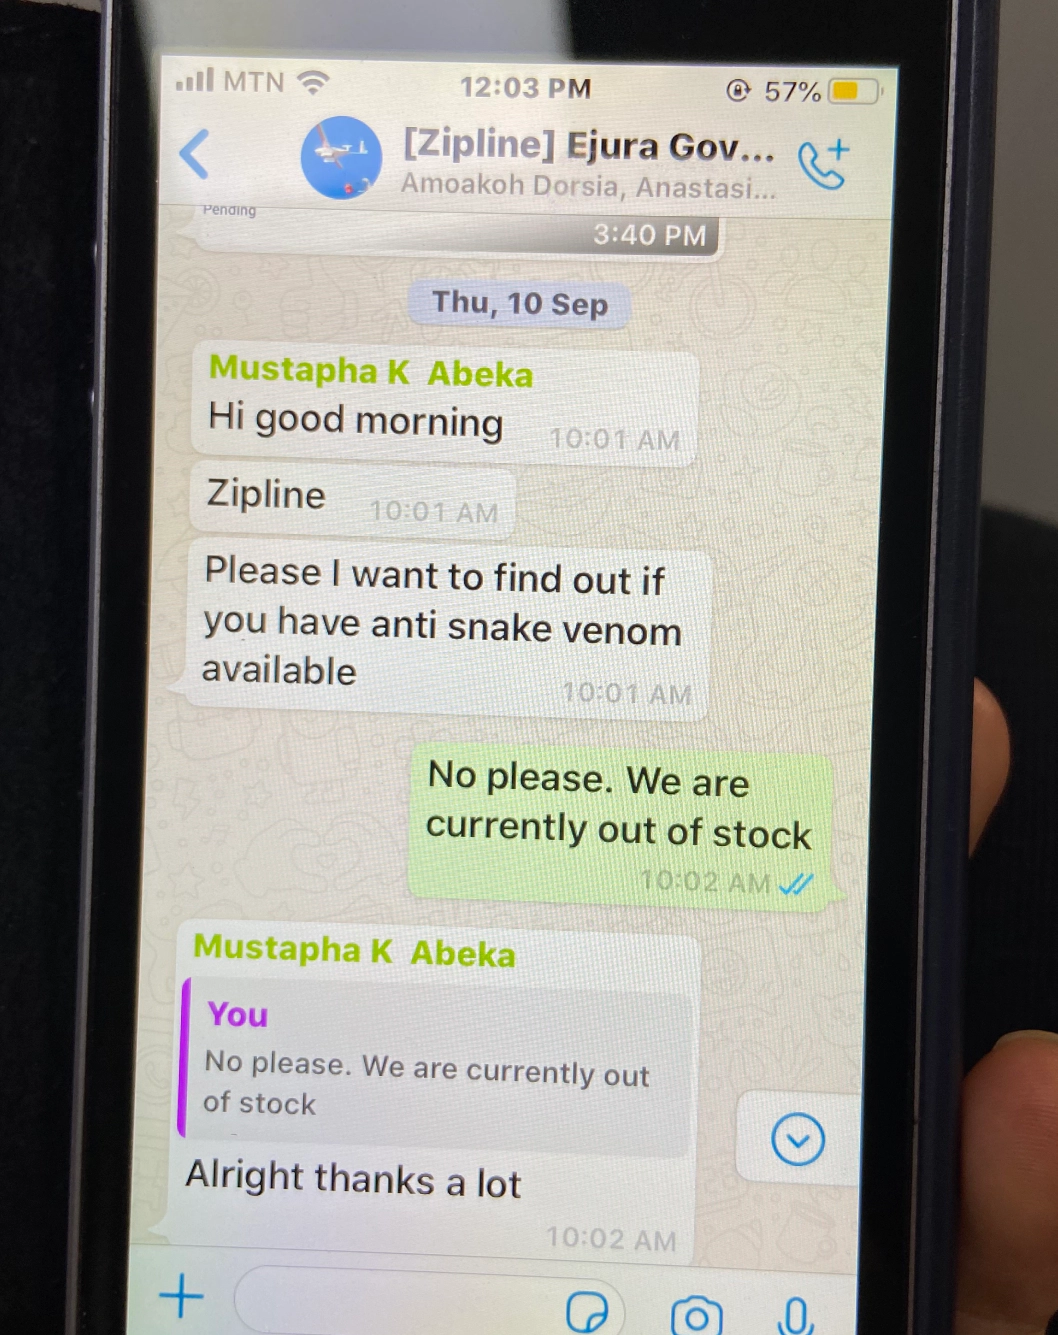 MTN 12:03 PM 57%
[Zipline] Ejura Gov...
Amoakoh Dorsia, Anastasi...
Pending
3:40 PM
Thu, 10 Sep
Mustapha K Abeka
Hi good morning 10:01 AM
Zipline 10:01 AM
Please I want to find out if
you have anti snake venom
available 10:01 AM
No please. We are
currently out of stock
10:02 AM
Mustapha K Abeka
You
No please. We are currently out
of stock
Alright thanks a lot
10:02 AM